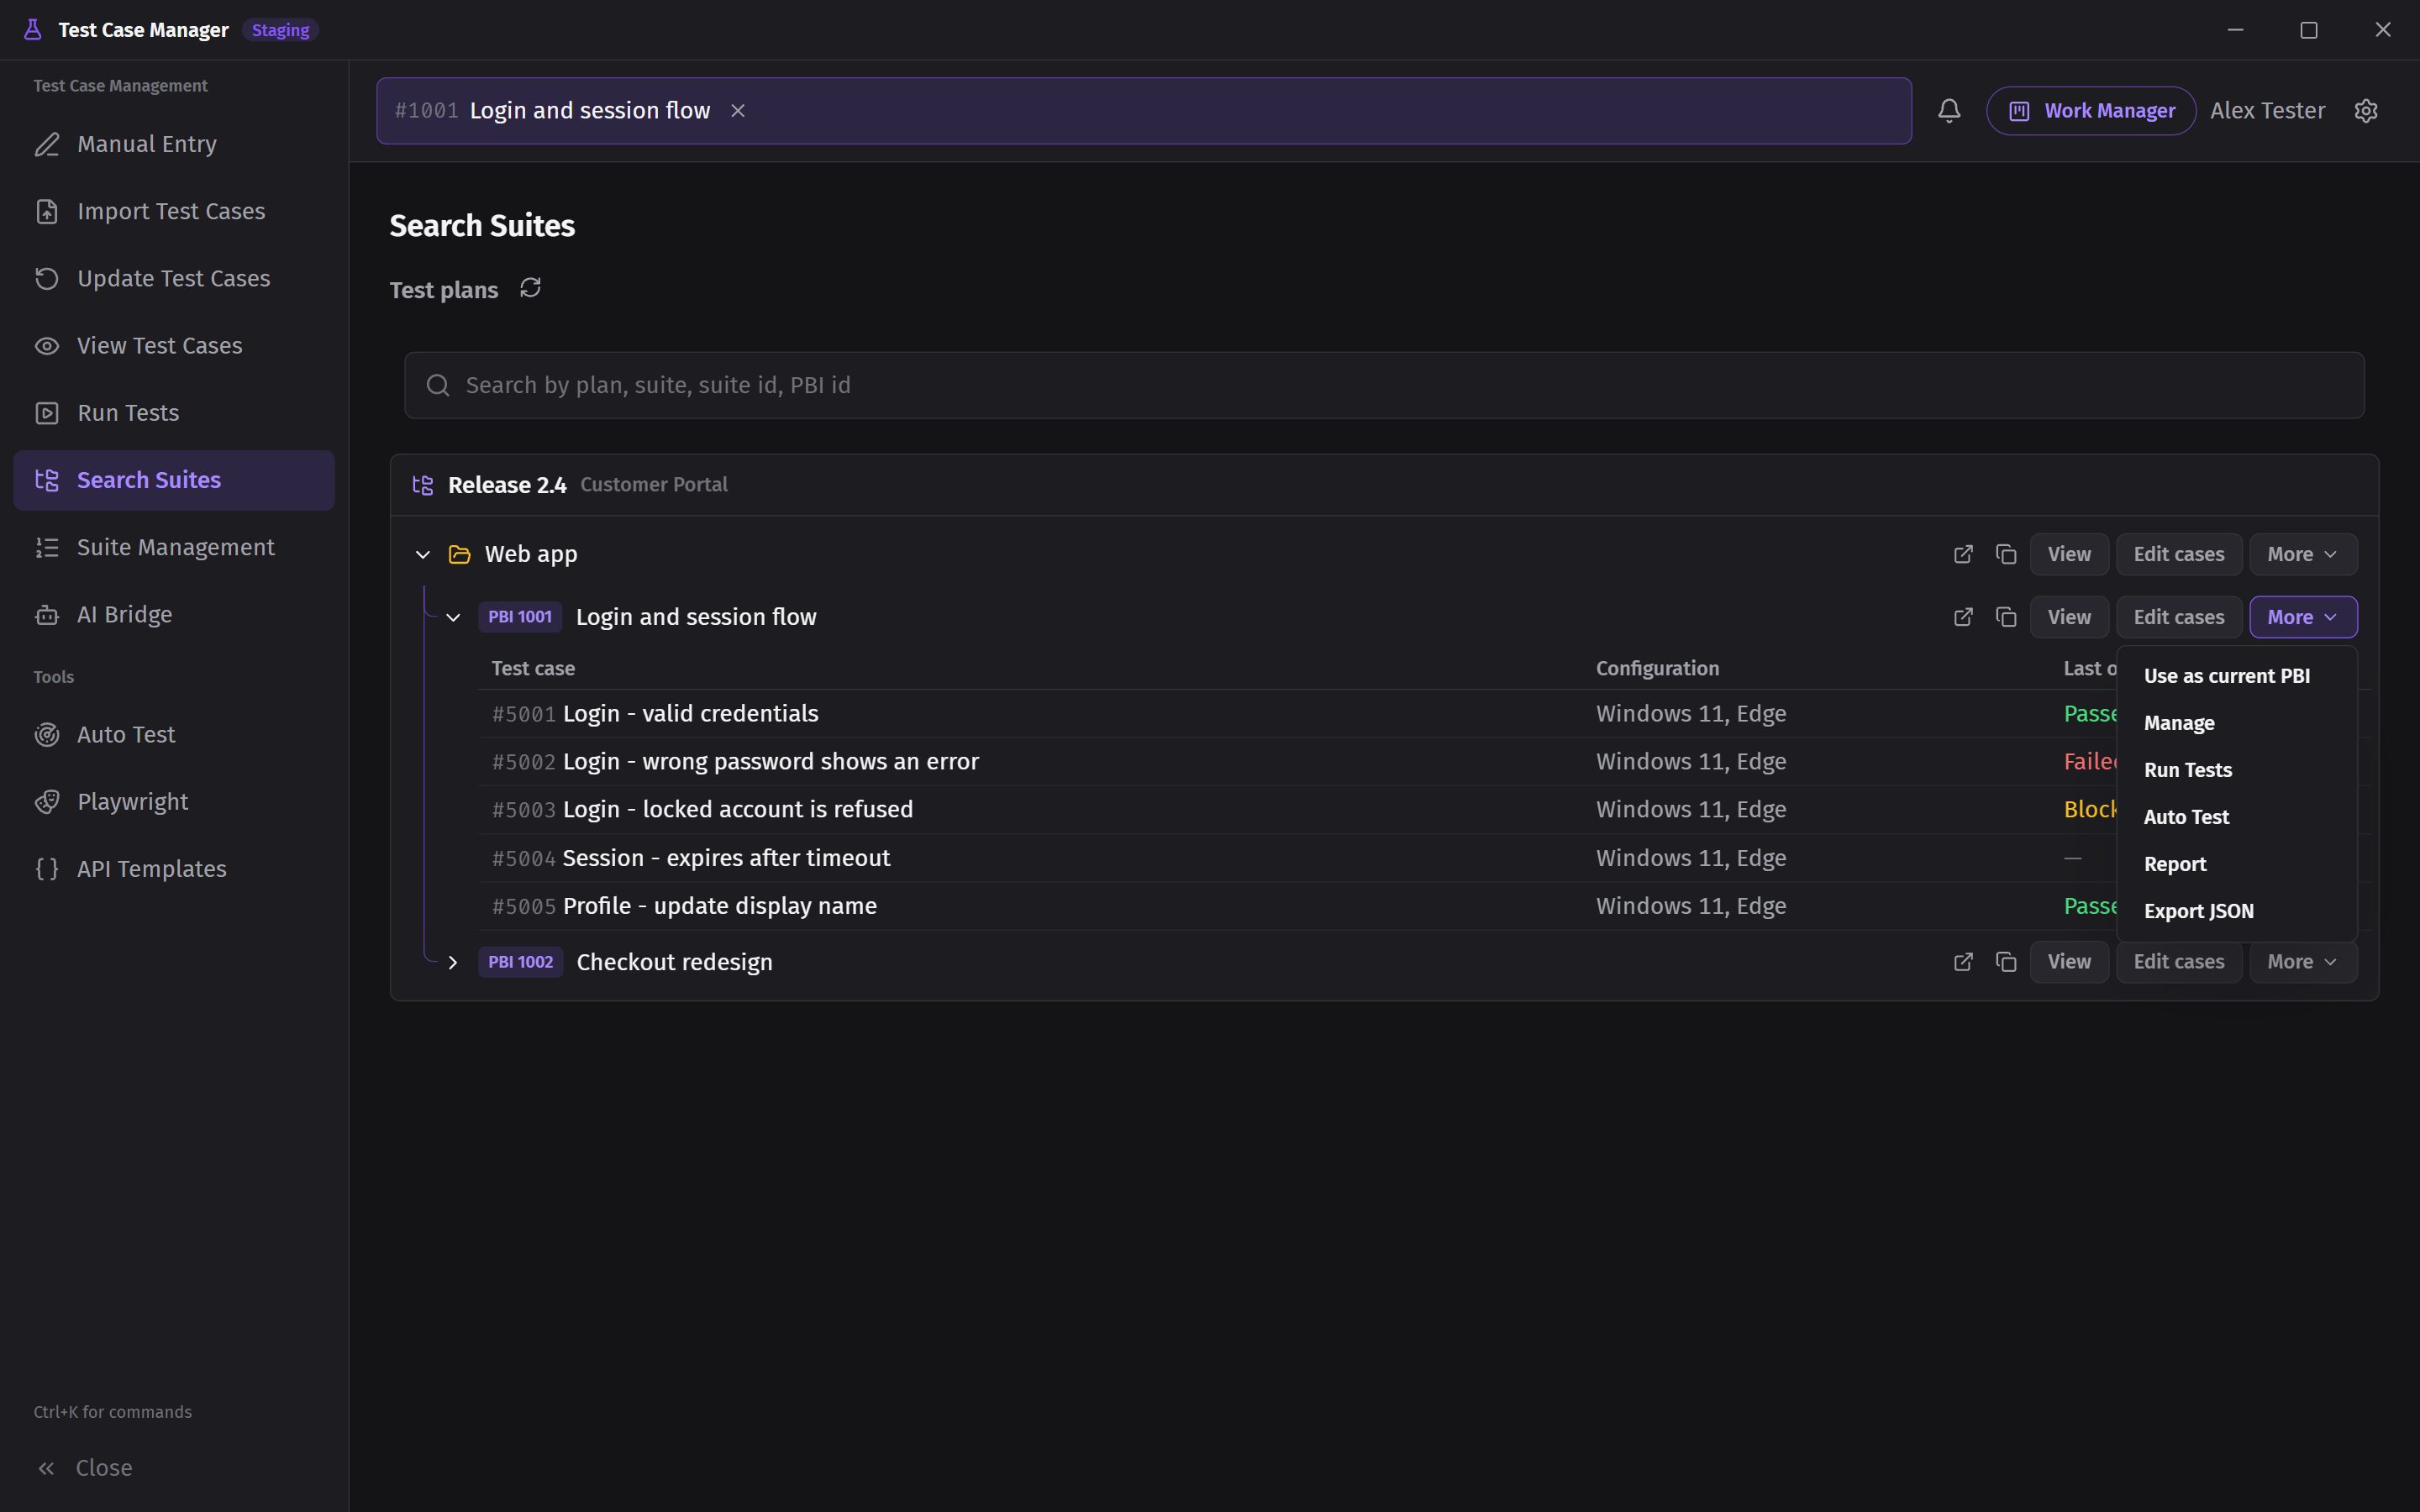 Test Case Manager Staging
Test Case Management
Manual Entry
Import Test Cases
Update Test Cases
View Test Cases
Run Tests
Search Suites
Suite Management
AI Bridge
Tools
Auto Test
Playwright
API Templates
Ctrl+K for commands
Close
#1001 Login and session flow
Work Manager
Alex Tester
Search Suites
Test plans
Search by plan, suite, suite id, PBI id
Release 2.4 Customer Portal
Web app View Edit cases More
PBI 1001 Login and session flow View Edit cases More
Test case Configuration Last o
#5001 Login - valid credentials Windows 11, Edge Passe
#5002 Login - wrong password shows an error Windows 11, Edge Failed
#5003 Login - locked account is refused Windows 11, Edge Block
#5004 Session - expires after timeout Windows 11, Edge —
#5005 Profile - update display name Windows 11, Edge Passe
Use as current PBI
Manage
Run Tests
Auto Test
Report
Export JSON
PBI 1002 Checkout redesign View Edit cases More